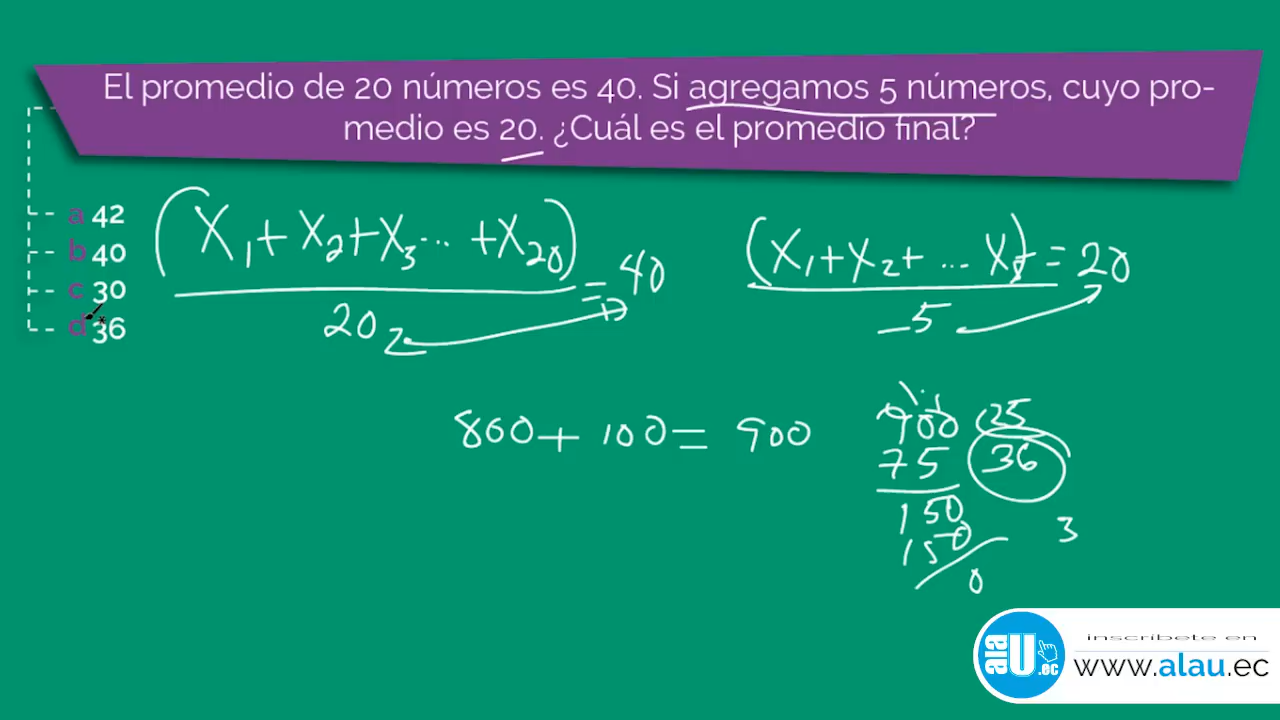 El promedio de 20 números es 40. Si agregamos 5 números, cuyo pro-
medio es 20. ¿Cuál es el promedio final?
a 42
b 40
c 30
d 36
(X₁+X₂+X₃... +X₂₀)
= 40
20
(X₁+X₂+ ... X₅) = 20
5
800 + 100 = 900
900 25
75 36
150
150
0
3
inscríbete en
alaU.ec
www.alau.ec